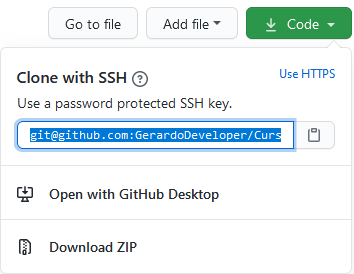 Go to file Add file Code
Clone with SSH ? Use HTTPS
Use a password protected SSH key.
git@github.com:GerardoDeveloper/Curs
Open with GitHub Desktop
Download ZIP